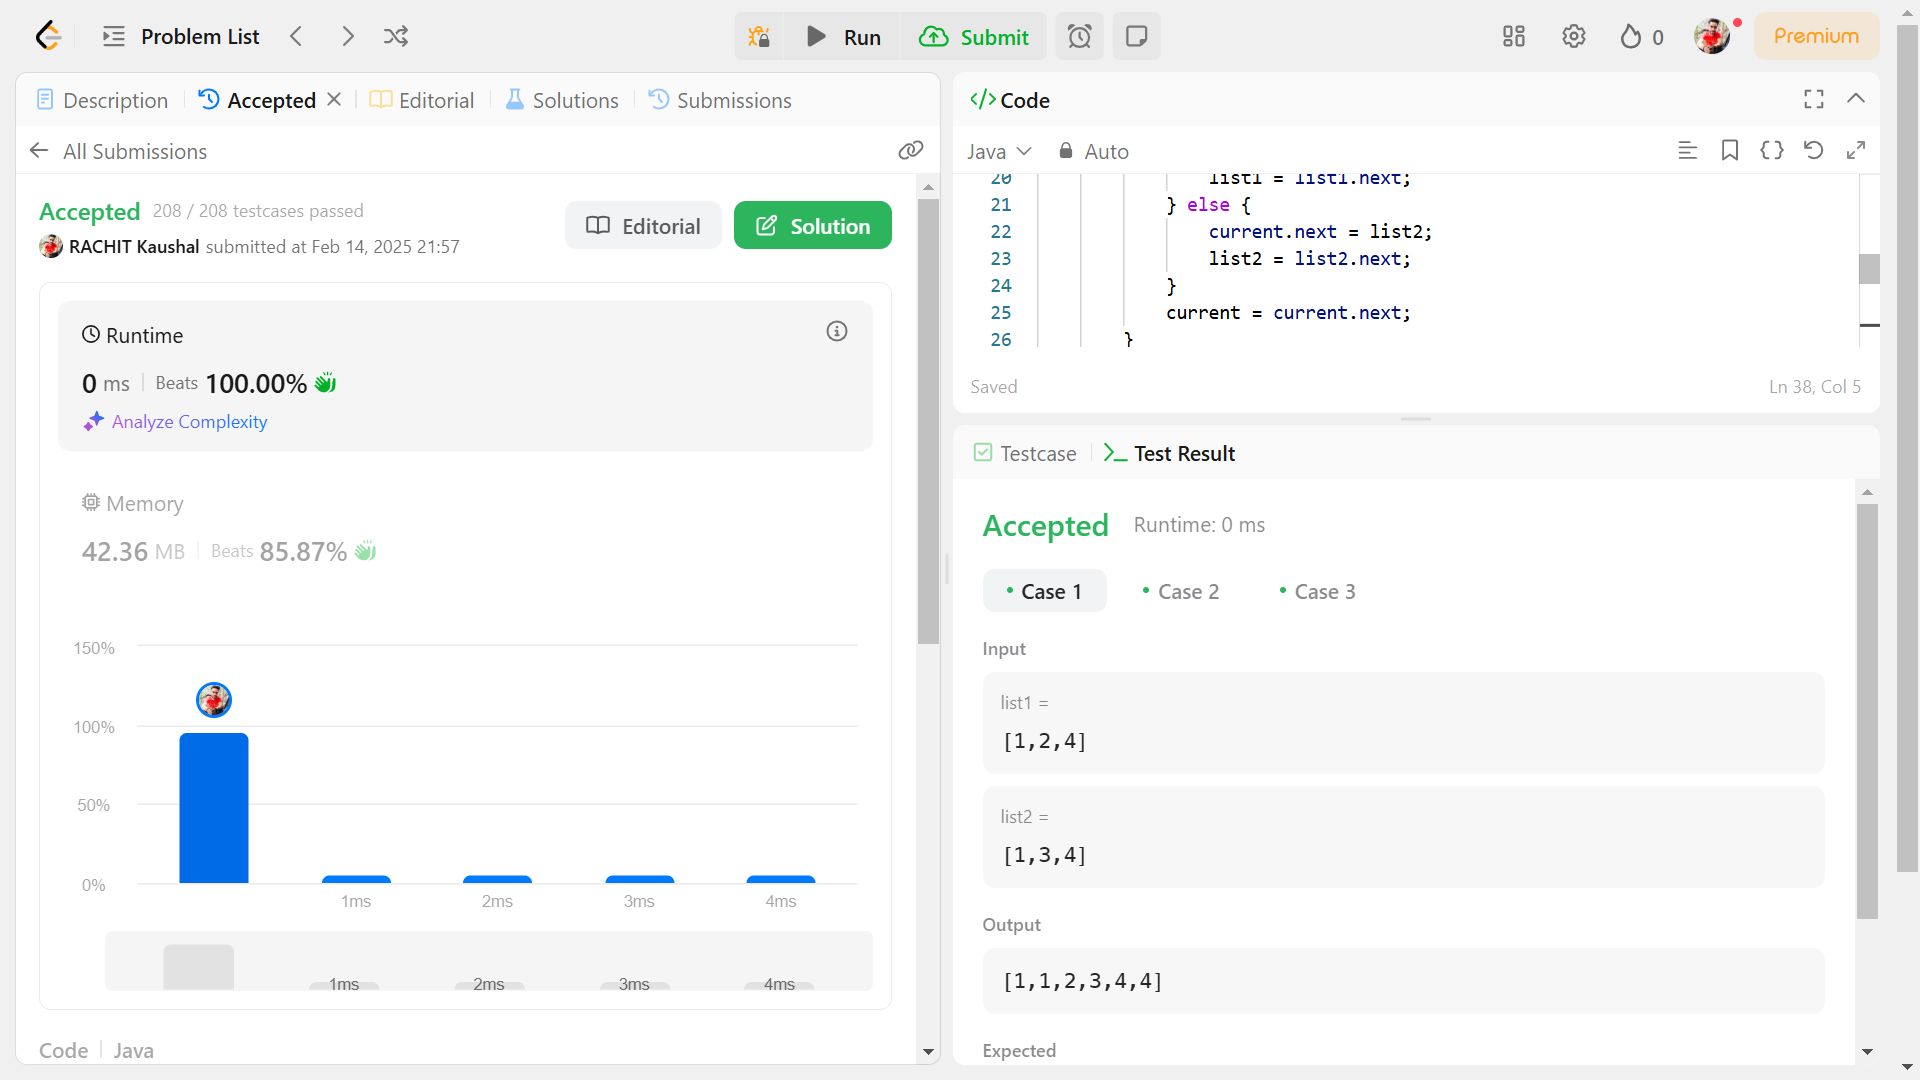 Problem List
Run
Submit
0
Premium
Description
Accepted
Editorial
Solutions
Submissions
All Submissions
Accepted 208 / 208 testcases passed
RACHIT Kaushal submitted at Feb 14, 2025 21:57
Editorial
Solution
Runtime
0 ms Beats 100.00%
Analyze Complexity
Memory
42.36 MB Beats 85.87%
150%
100%
50%
0%
1ms 2ms 3ms 4ms
1ms 2ms 3ms 4ms
Code Java
</> Code
Java Auto
20 list1 = list1.next;
21 } else {
22 current.next = list2;
23 list2 = list2.next;
24 }
25 current = current.next;
26 }
Saved Ln 38, Col 5
Testcase
Test Result
Accepted Runtime: 0 ms
Case 1 Case 2 Case 3
Input
list1 =
[1,2,4]
list2 =
[1,3,4]
Output
[1,1,2,3,4,4]
Expected